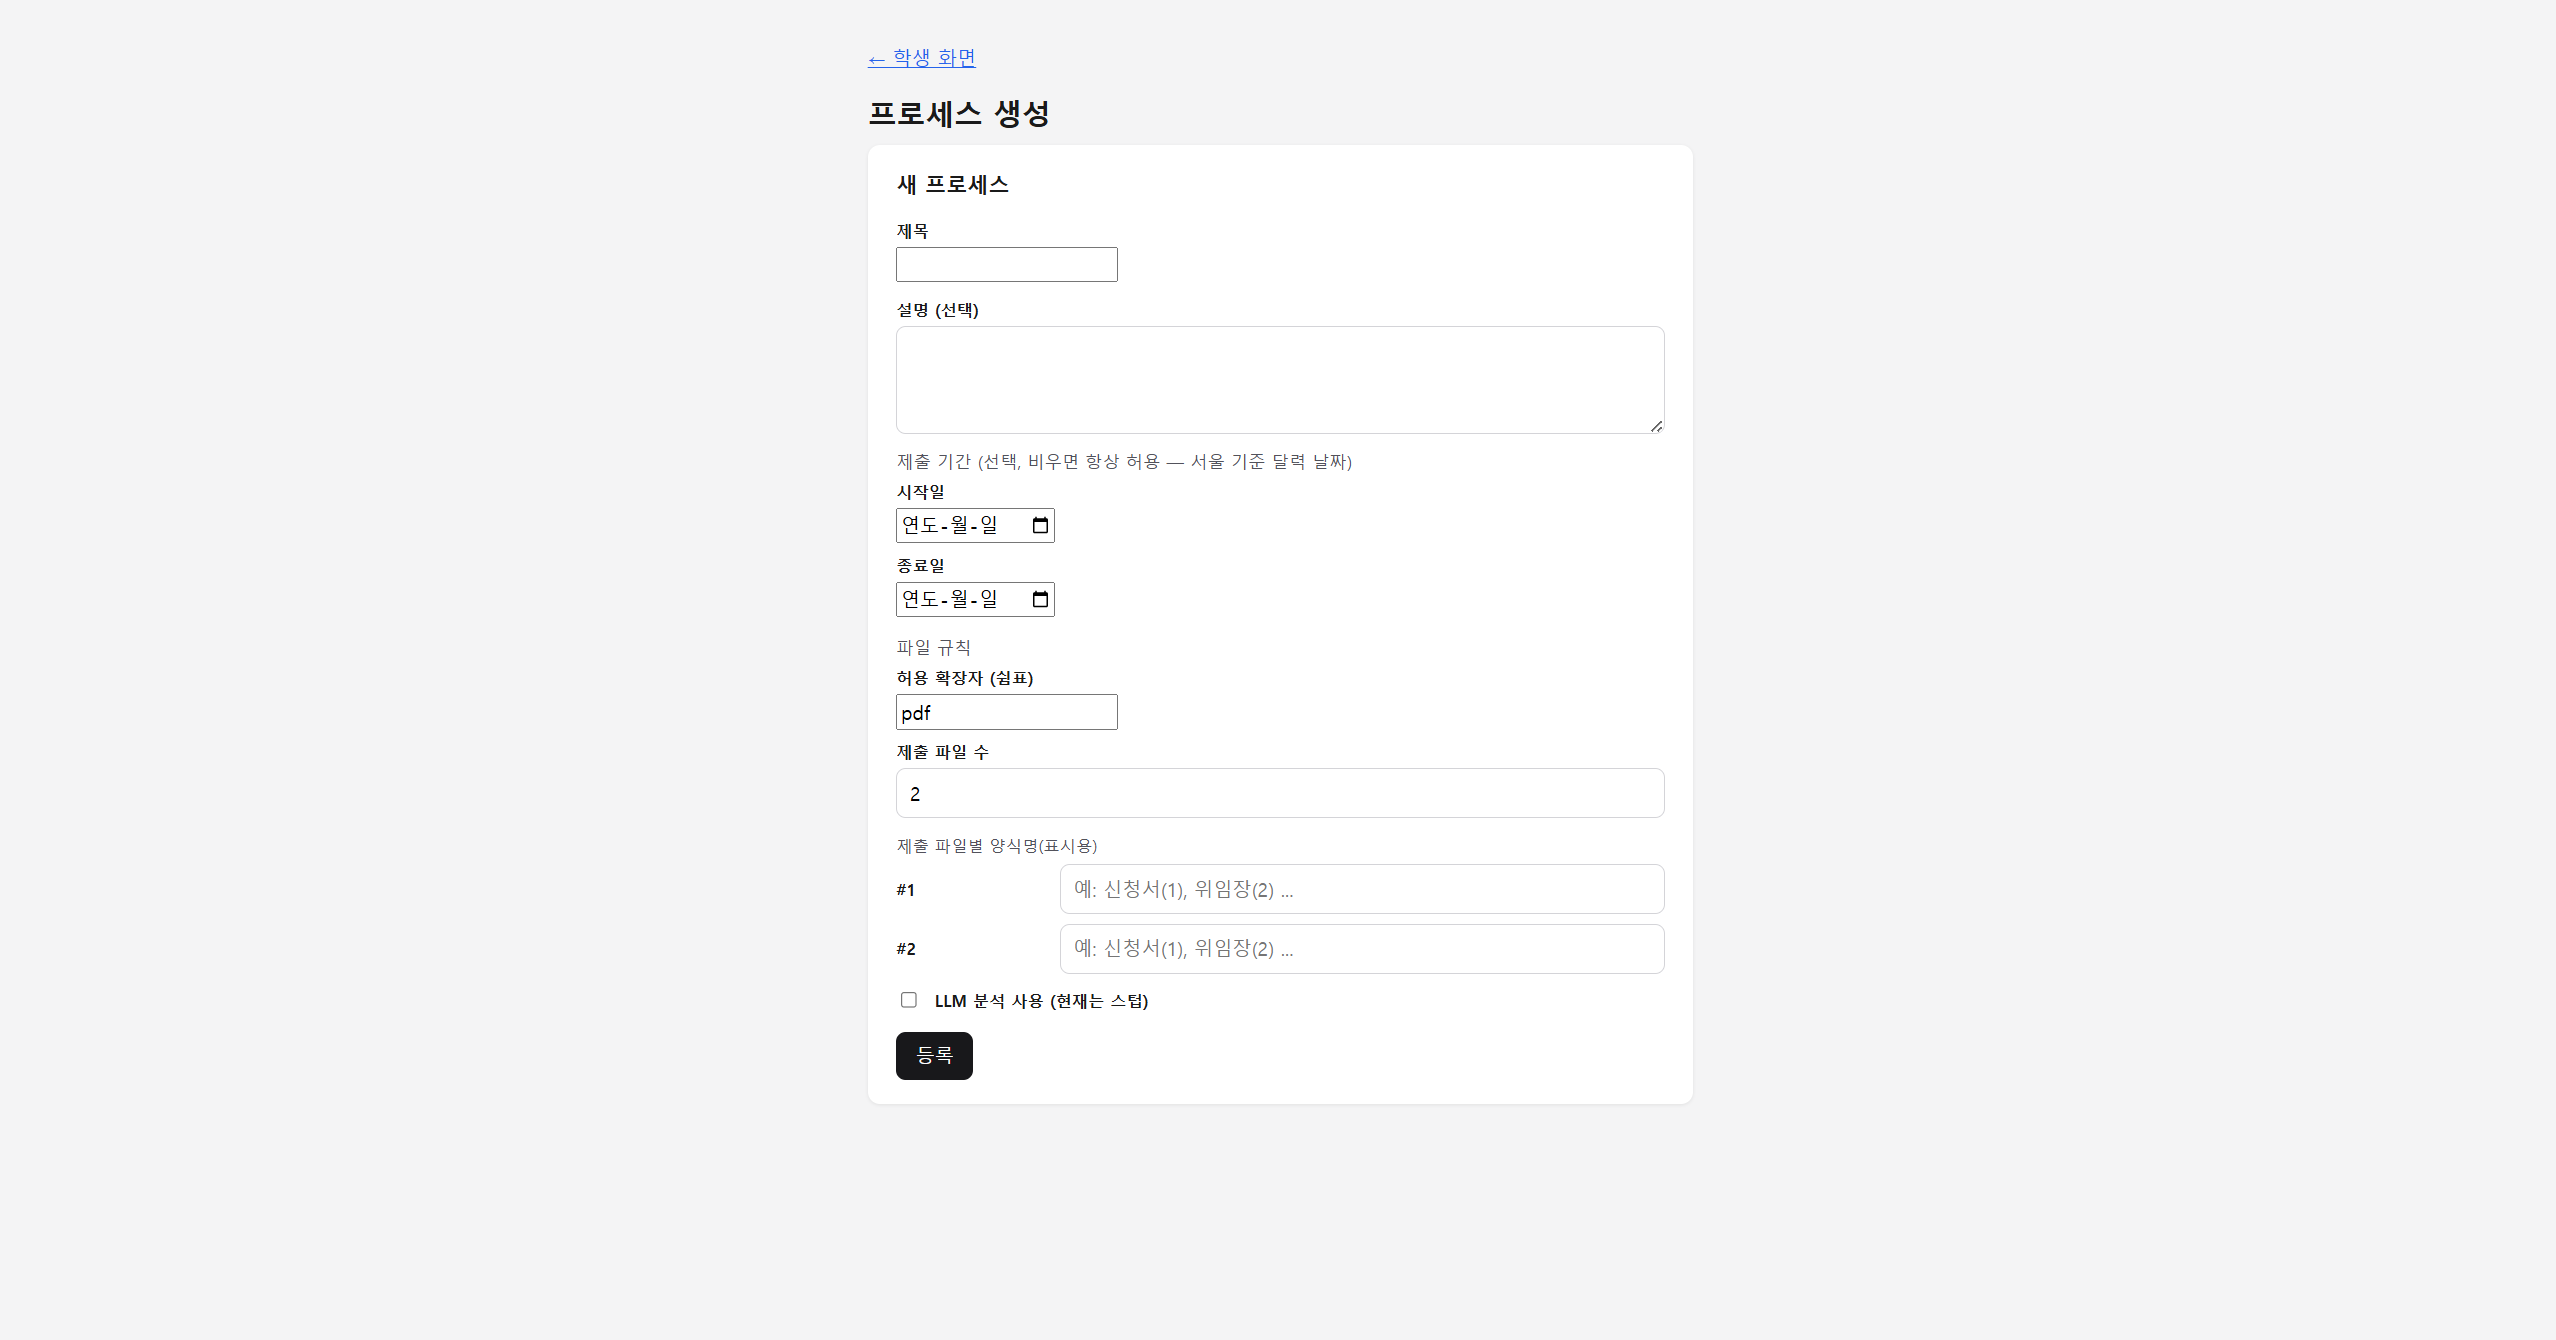 ← 학생 화면
프로세스 생성
새 프로세스
제목
설명 (선택)
제출 기간 (선택, 비우면 항상 허용 — 서울 기준 달력 날짜)
시작일
연도-월-일
종료일
연도-월-일
파일 규칙
허용 확장자 (쉼표)
pdf
제출 파일 수
2
제출 파일별 양식명(표시용)
#1 예: 신청서(1), 위임장(2) ...
#2 예: 신청서(1), 위임장(2) ...
LLM 분석 사용 (현재는 스텁)
등록